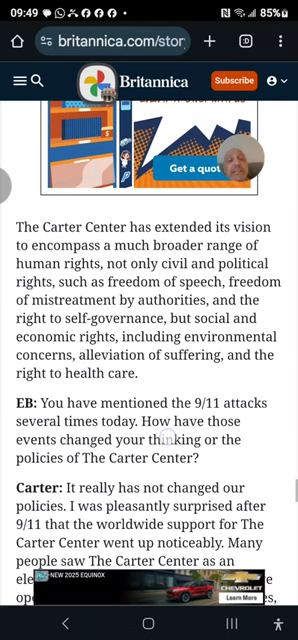 09:49
85%
britannica.com/stor
:D
Britannica
Subscribe
Get a quot
The Carter Center has extended its vision
to encompass a much broader range of
human rights, not only civil and political
rights, such as freedom of speech, freedom
of mistreatment by authorities, and the
right to self-governance, but social and
economic rights, including environmental
concerns, alleviation of suffering, and the
right to health care.
EB: You have mentioned the 9/11 attacks
several times today. How have those
events changed your thinking or the
policies of The Carter Center?
Carter: It really has not changed our
policies. I was pleasantly surprised after
9/11 that the worldwide support for The
Carter Center went up noticeably. Many
people saw The Carter Center as an
NEW 2025 EQUINOX
CHEVROLET
Learn More